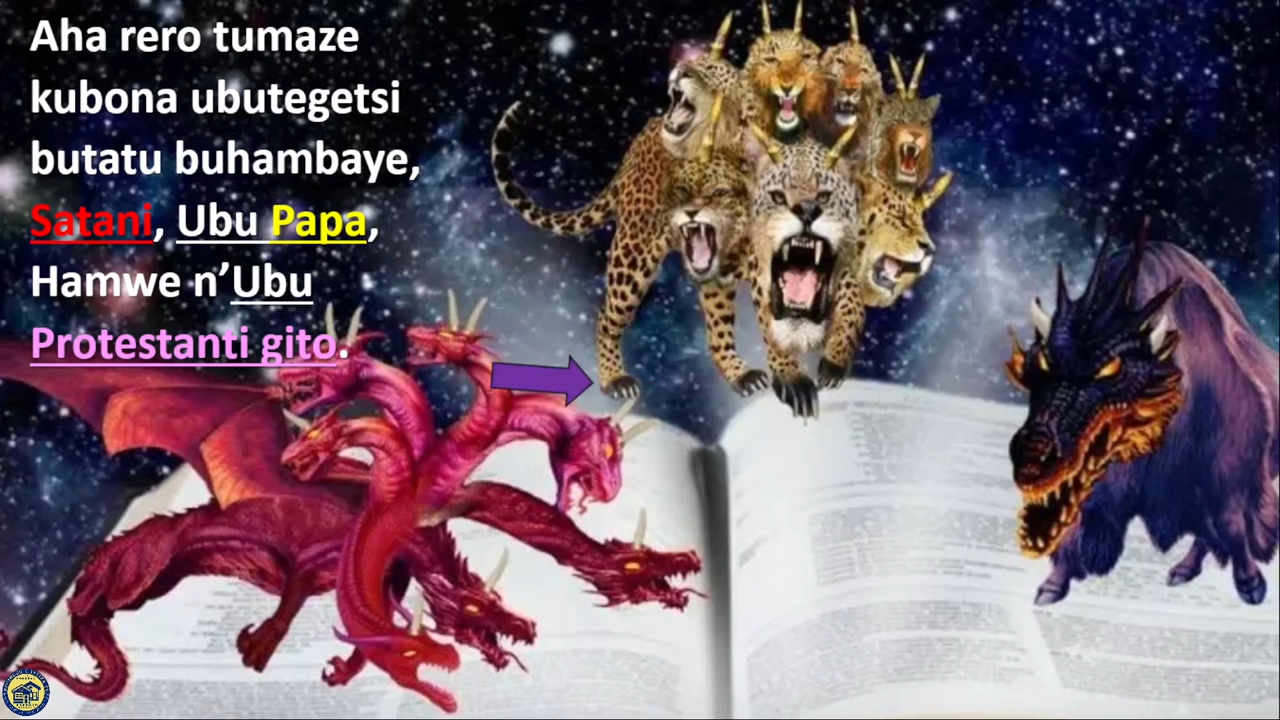 Aha rero tumaze
kubona ubutegetsi
butatu buhambaye,
Satani, Ubu Papa,
Hamwe n’Ubu
Protestanti gito.